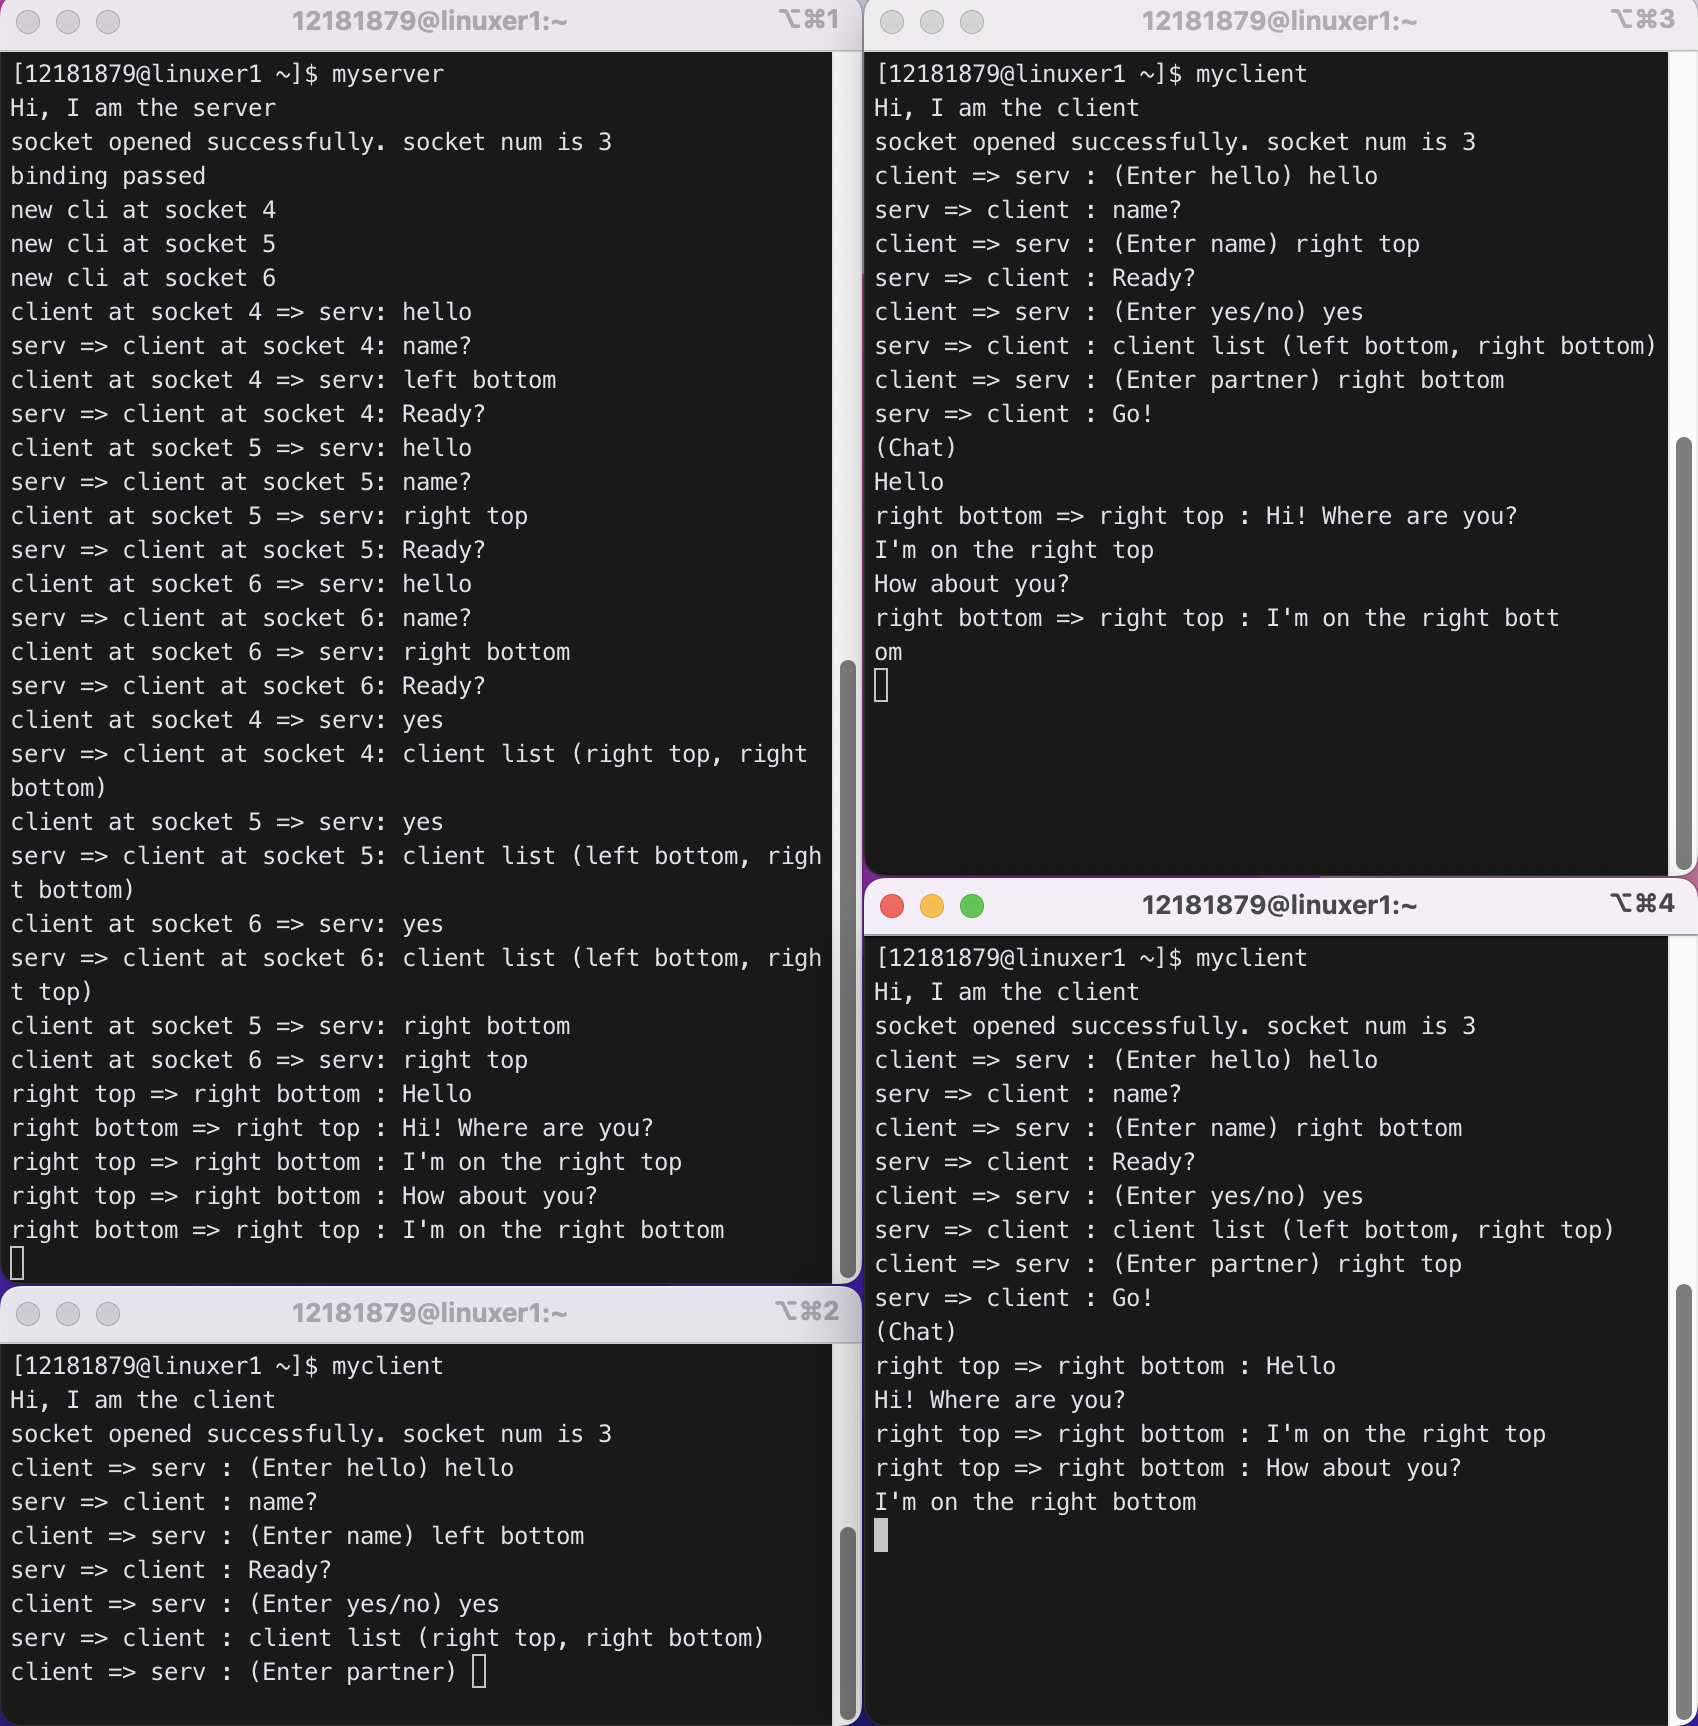 12181879@linuxer1:~ ⌥⌘1
[12181879@linuxer1 ~]$ myserver
Hi, I am the server
socket opened successfully. socket num is 3
binding passed
new cli at socket 4
new cli at socket 5
new cli at socket 6
client at socket 4 => serv: hello
serv => client at socket 4: name?
client at socket 4 => serv: left bottom
serv => client at socket 4: Ready?
client at socket 5 => serv: hello
serv => client at socket 5: name?
client at socket 5 => serv: right top
serv => client at socket 5: Ready?
client at socket 6 => serv: hello
serv => client at socket 6: name?
client at socket 6 => serv: right bottom
serv => client at socket 6: Ready?
client at socket 4 => serv: yes
serv => client at socket 4: client list (right top, right
bottom)
client at socket 5 => serv: yes
serv => client at socket 5: client list (left bottom, righ
t bottom)
client at socket 6 => serv: yes
serv => client at socket 6: client list (left bottom, righ
t top)
client at socket 5 => serv: right bottom
client at socket 6 => serv: right top
right top => right bottom : Hello
right bottom => right top : Hi! Where are you?
right top => right bottom : I'm on the right top
right top => right bottom : How about you?
right bottom => right top : I'm on the right bottom
12181879@linuxer1:~ ⌥⌘2
[12181879@linuxer1 ~]$ myclient
Hi, I am the client
socket opened successfully. socket num is 3
client => serv : (Enter hello) hello
serv => client : name?
client => serv : (Enter name) left bottom
serv => client : Ready?
client => serv : (Enter yes/no) yes
serv => client : client list (right top, right bottom)
client => serv : (Enter partner)
12181879@linuxer1:~ ⌥⌘3
[12181879@linuxer1 ~]$ myclient
Hi, I am the client
socket opened successfully. socket num is 3
client => serv : (Enter hello) hello
serv => client : name?
client => serv : (Enter name) right top
serv => client : Ready?
client => serv : (Enter yes/no) yes
serv => client : client list (left bottom, right bottom)
client => serv : (Enter partner) right bottom
serv => client : Go!
(Chat)
Hello
right bottom => right top : Hi! Where are you?
I'm on the right top
How about you?
right bottom => right top : I'm on the right bott
om
12181879@linuxer1:~ ⌥⌘4
[12181879@linuxer1 ~]$ myclient
Hi, I am the client
socket opened successfully. socket num is 3
client => serv : (Enter hello) hello
serv => client : name?
client => serv : (Enter name) right bottom
serv => client : Ready?
client => serv : (Enter yes/no) yes
serv => client : client list (left bottom, right top)
client => serv : (Enter partner) right top
serv => client : Go!
(Chat)
right top => right bottom : Hello
Hi! Where are you?
right top => right bottom : I'm on the right top
right top => right bottom : How about you?
I'm on the right bottom